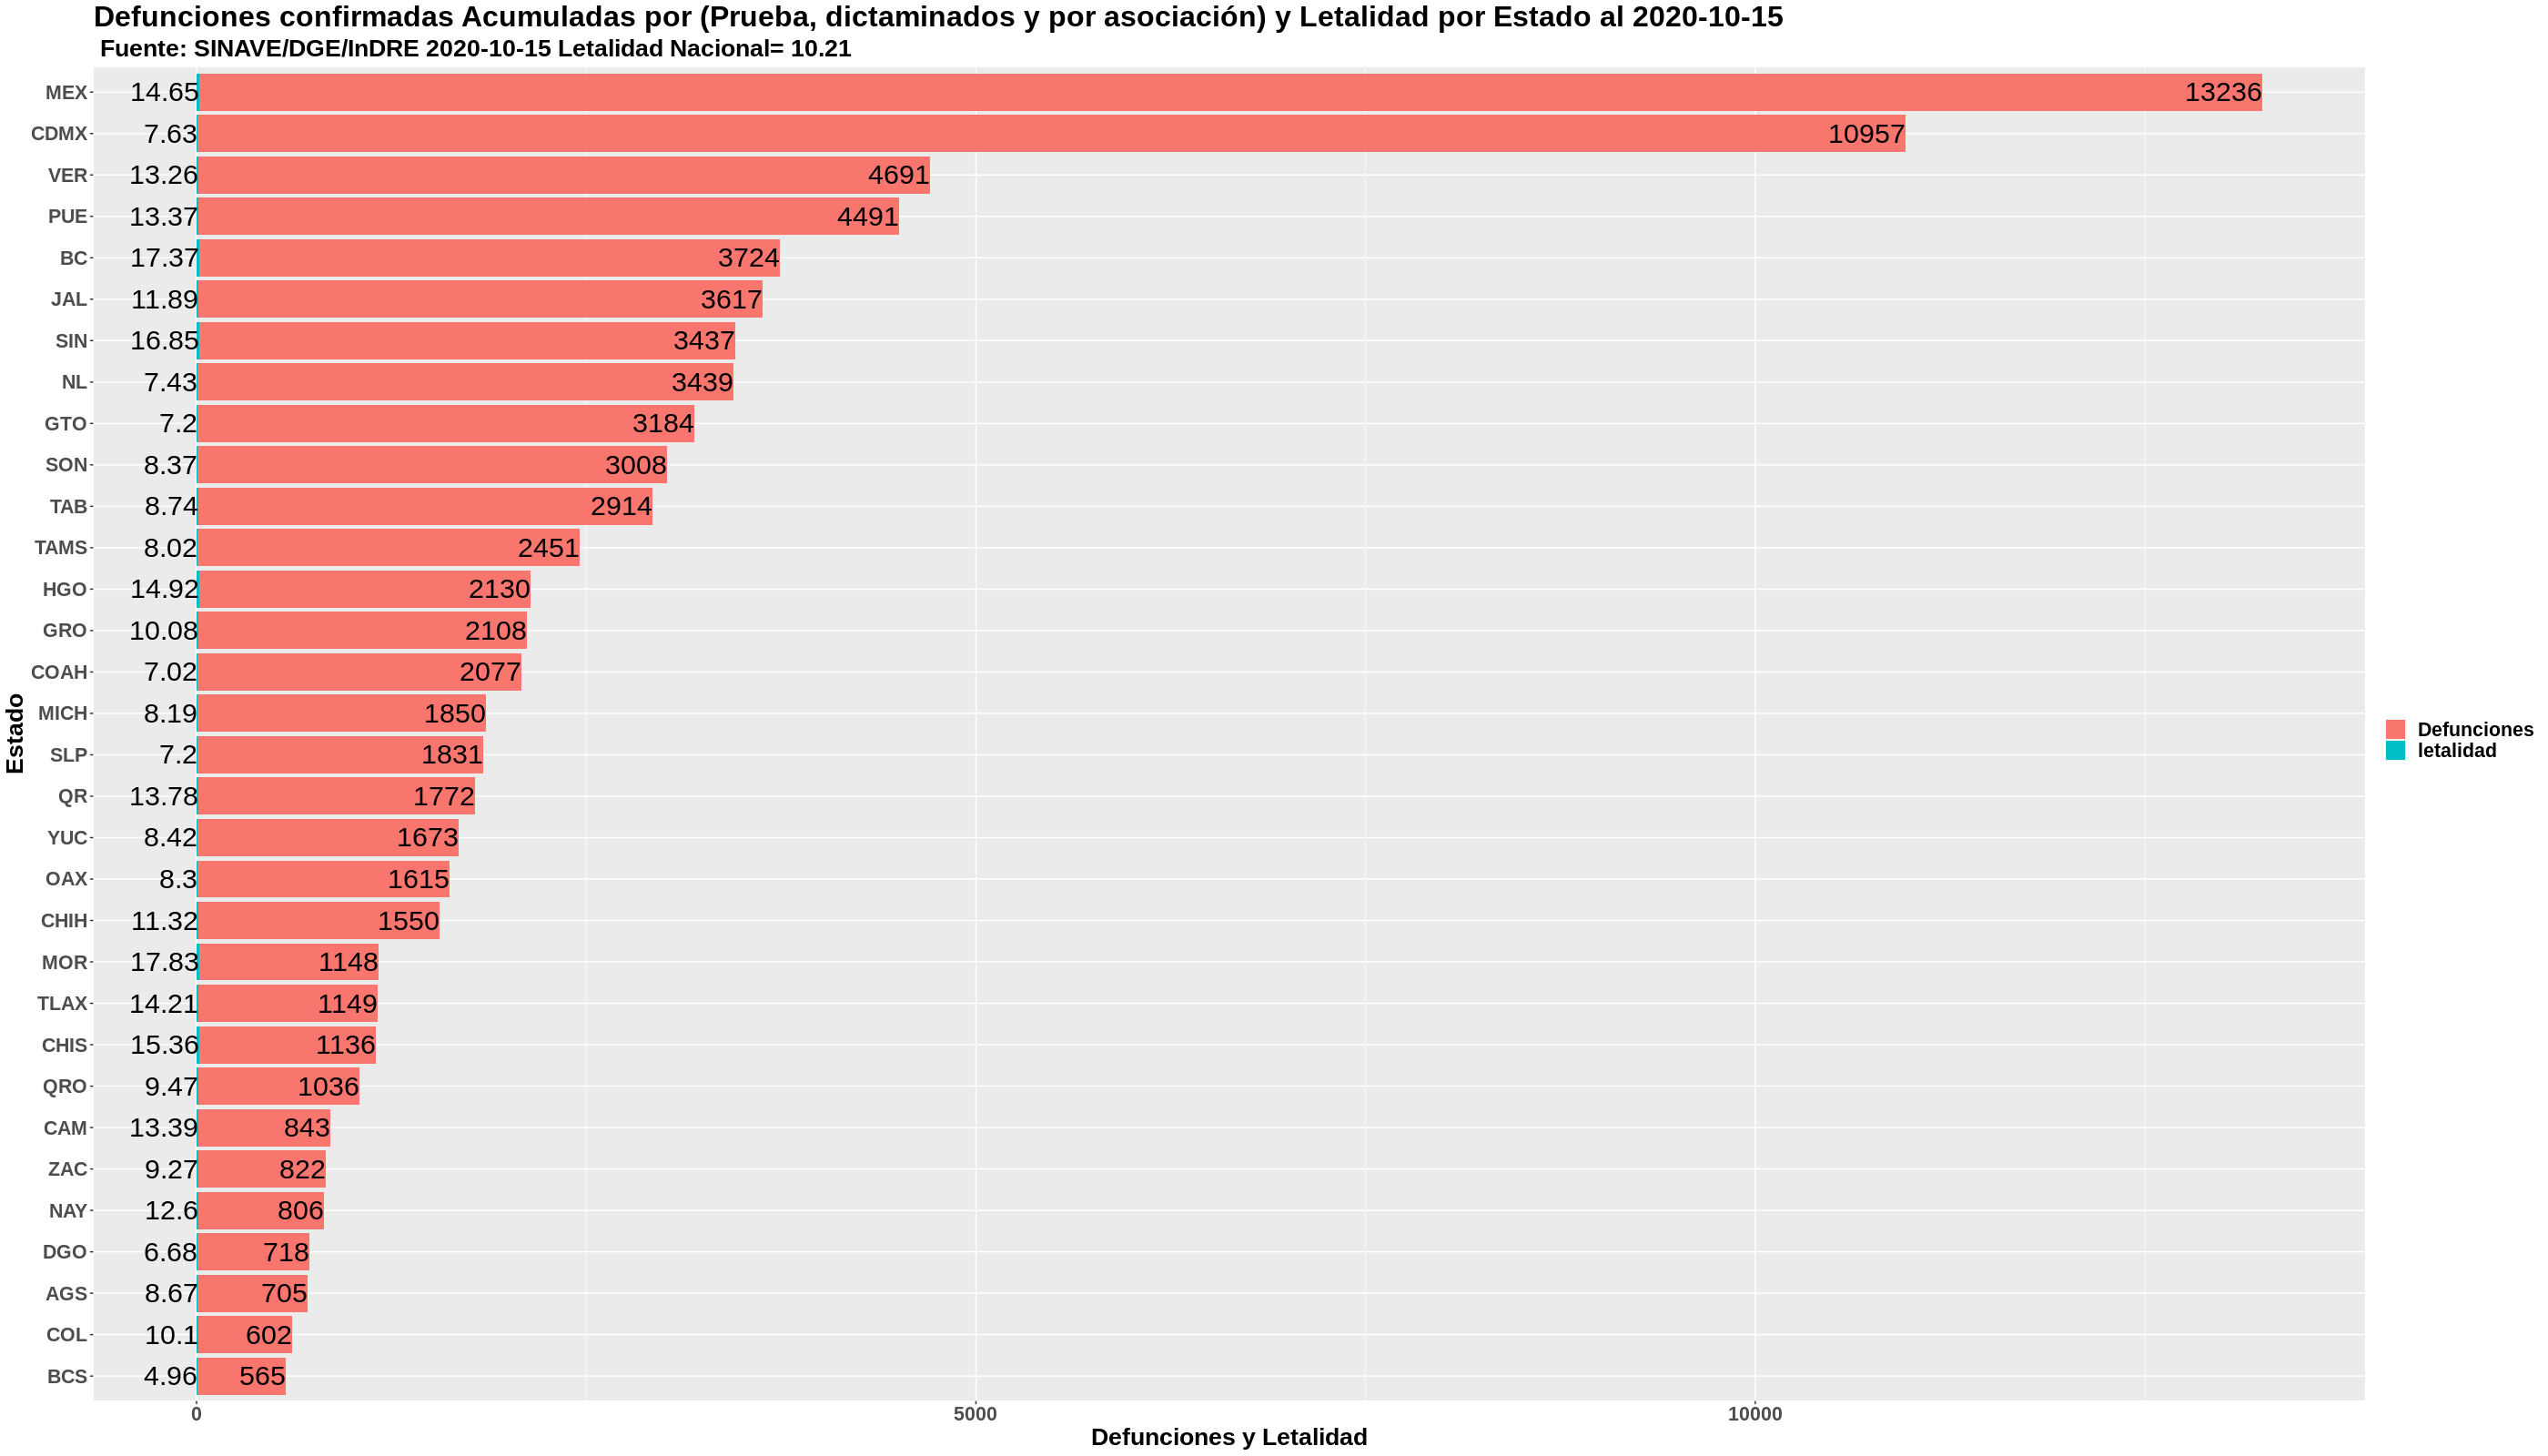 Defunciones confirmadas Acumuladas por (Prueba, dictaminados y por asociación) y Letalidad por Estado al 2020-10-15
Fuente: SINAVE/DGE/InDRE 2020-10-15 Letalidad Nacional= 10.21
MEX 14.65 13236
CDMX 7.63 10957
VER 13.26 4691
PUE 13.37 4491
BC 17.37 3724
JAL 11.89 3617
SIN 16.85 3437
NL 7.43 3439
GTO 7.2 3184
SON 8.37 3008
TAB 8.74 2914
TAMS 8.02 2451
HGO 14.92 2130
GRO 10.08 2108
COAH 7.02 2077
MICH 8.19 1850
SLP 7.2 1831
QR 13.78 1772
YUC 8.42 1673
OAX 8.3 1615
CHIH 11.32 1550
MOR 17.83 1148
TLAX 14.21 1149
CHIS 15.36 1136
QRO 9.47 1036
CAM 13.39 843
ZAC 9.27 822
NAY 12.6 806
DGO 6.68 718
AGS 8.67 705
COL 10.1 602
BCS 4.96 565
0 5000 10000
Defunciones y Letalidad
Estado
Defunciones
letalidad